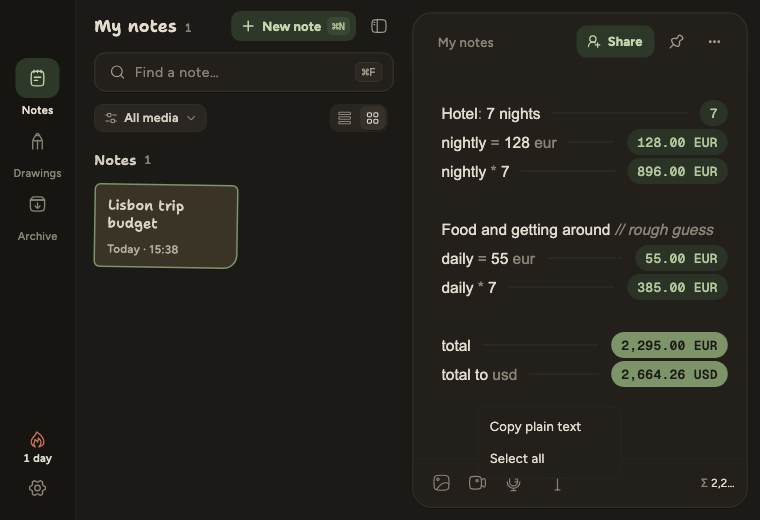 My notes 1
New note ⌘N
Find a note... ⌘F
All media
Notes 1
Lisbon trip
budget
Today · 15:38
Notes
Drawings
Archive
1 day
My notes
Share
Hotel: 7 nights 7
nightly = 128 eur 128.00 EUR
nightly * 7 896.00 EUR
Food and getting around // rough guess
daily = 55 eur 55.00 EUR
daily * 7 385.00 EUR
total 2,295.00 EUR
total to usd 2,664.26 USD
Copy plain text
Select all
Σ 2,2...